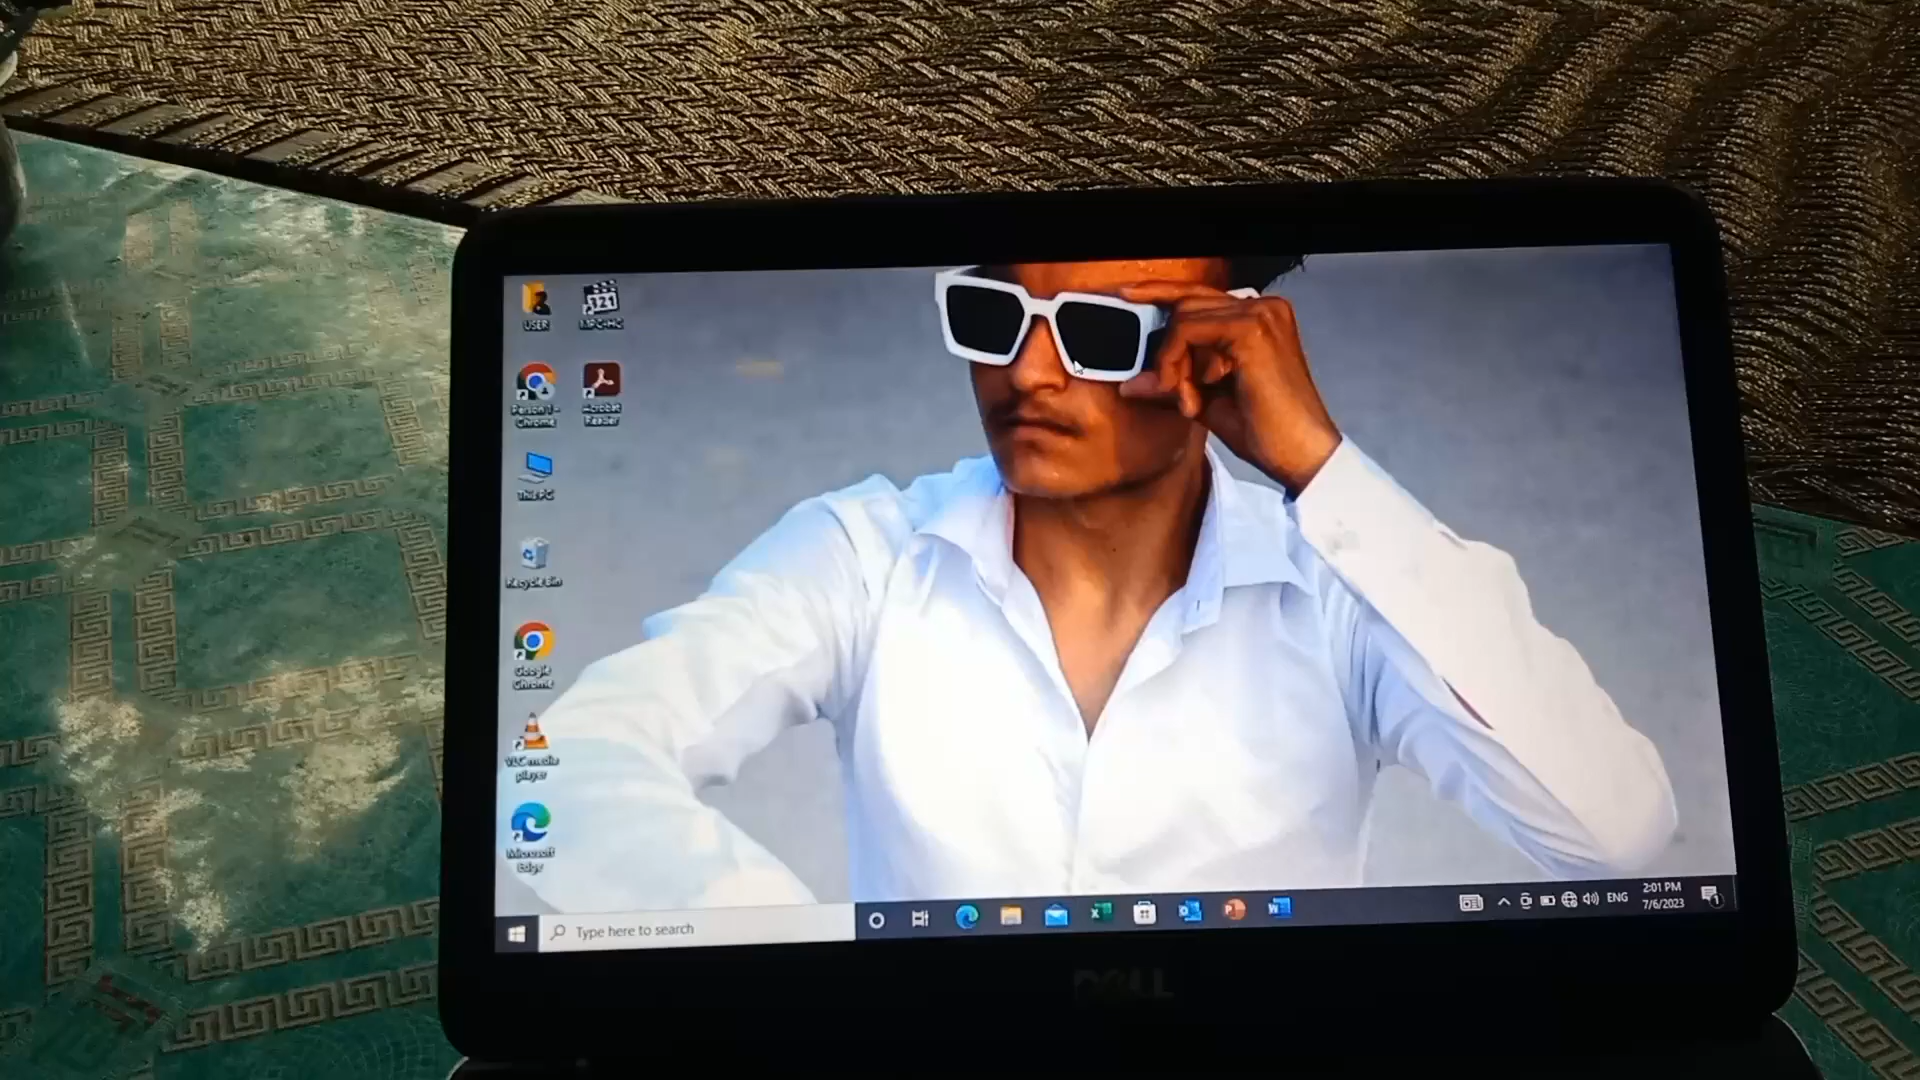 USER
MPC-HC
Person 1 -
Chrome
Acrobat
Reader
This PC
Recycle Bin
Google
Chrome
VLC media
player
Microsoft
Edge
Type here to search
ENG
2:01 PM
7/6/2023
1
DELL